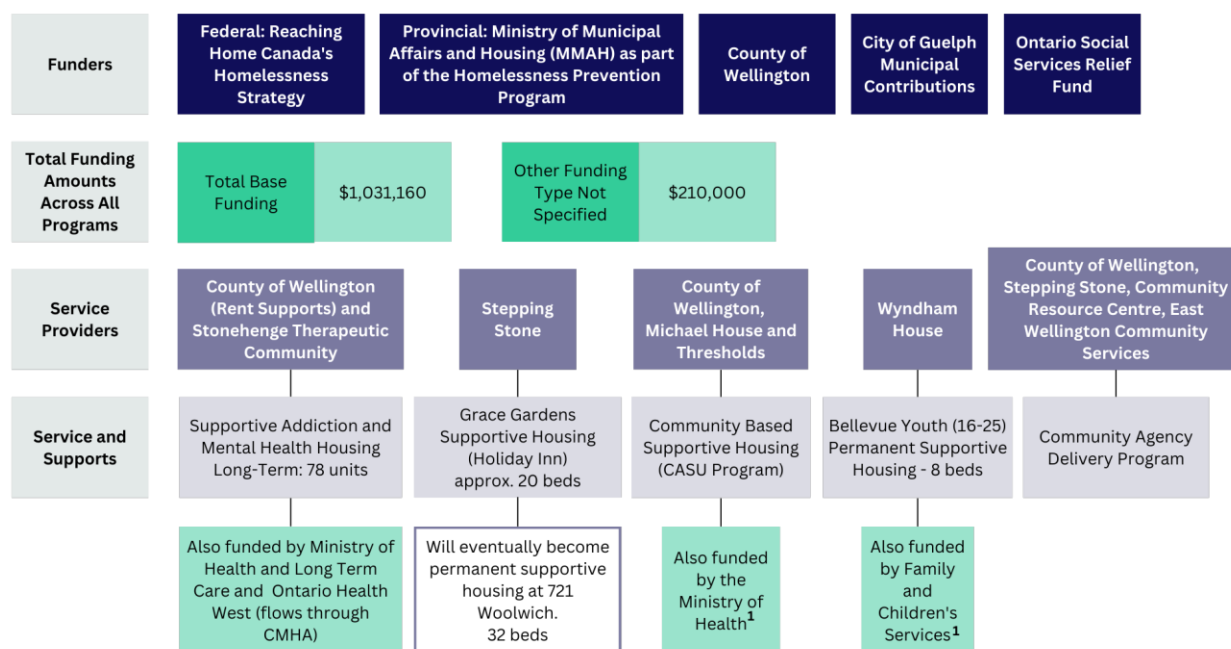 Funders
Federal: Reaching
Home Canada's
Homelessness
Strategy
Provincial: Ministry of Municipal
Affairs and Housing (MMAH) as part
of the Homelessness Prevention
Program
County of
Wellington
City of Guelph
Municipal
Contributions
Ontario Social
Services Relief
Fund
Total Funding
Amounts
Across All
Programs
Total Base
Funding
$1,031,160
Other Funding
Type Not
Specified
$210,000
Service
Providers
County of Wellington
(Rent Supports) and
Stonehenge Therapeutic
Community
Stepping
Stone
County of
Wellington,
Michael House and
Thresholds
Wyndham
House
County of Wellington,
Stepping Stone, Community
Resource Centre, East
Wellington Community
Services
Service and
Supports
Supportive Addiction and
Mental Health Housing
Long-Term: 78 units
Grace Gardens
Supportive Housing
(Holiday Inn)
approx. 20 beds
Community Based
Supportive Housing
(CASU Program)
Bellevue Youth (16-25)
Permanent Supportive
Housing - 8 beds
Community Agency
Delivery Program
Also funded by Ministry of
Health and Long Term
Care and Ontario Health
West (flows through
CMHA)
Will eventually become
permanent supportive
housing at 721
Woolwich.
32 beds
Also funded
by the
Ministry of
Health¹
Also funded
by Family
and
Children's
Services¹